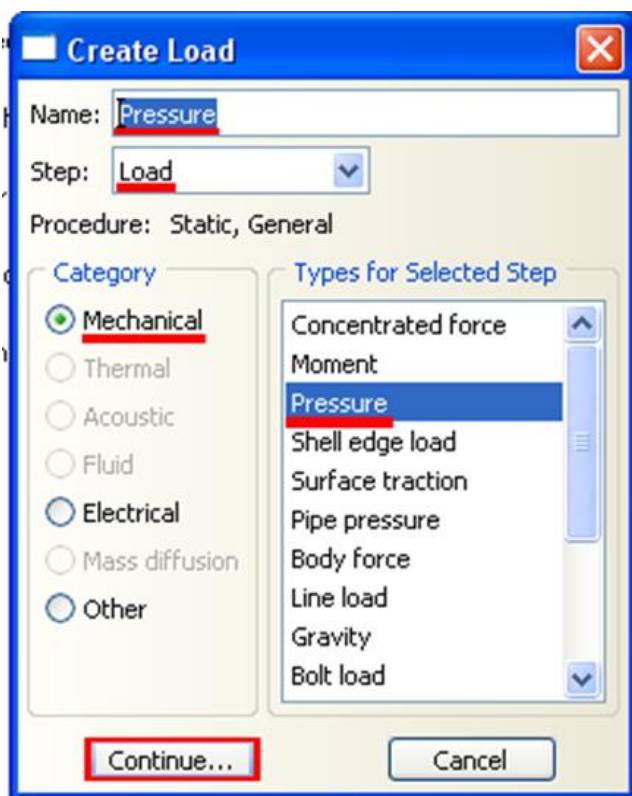 Create Load
Name: Pressure
Step: Load
Procedure: Static, General
Category
Mechanical
Thermal
Acoustic
Fluid
Electrical
Mass diffusion
Other
Types for Selected Step
Concentrated force
Moment
Pressure
Shell edge load
Surface traction
Pipe pressure
Body force
Line load
Gravity
Bolt load
Continue... Cancel